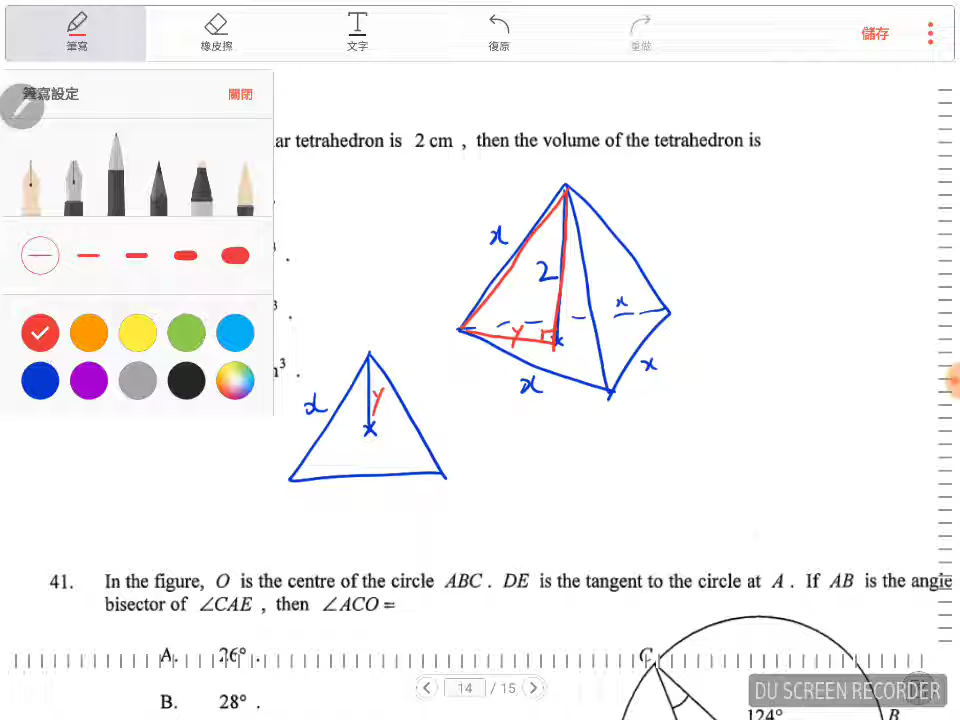 筆寫 橡皮擦 文字 復原 重做 儲存
筆寫設定 關閉
ar tetrahedron is 2 cm , then the volume of the tetrahedron is
x
2
x
y
x
x
³ .
³ .
³ .
x
y
x
41. In the figure, O is the centre of the circle ABC . DE is the tangent to the circle at A . If AB is the angle
bisector of ∠CAE , then ∠ACO =
A. 26° .
C
14 / 15
DU SCREEN RECORDER
B. 28° .
124°
B